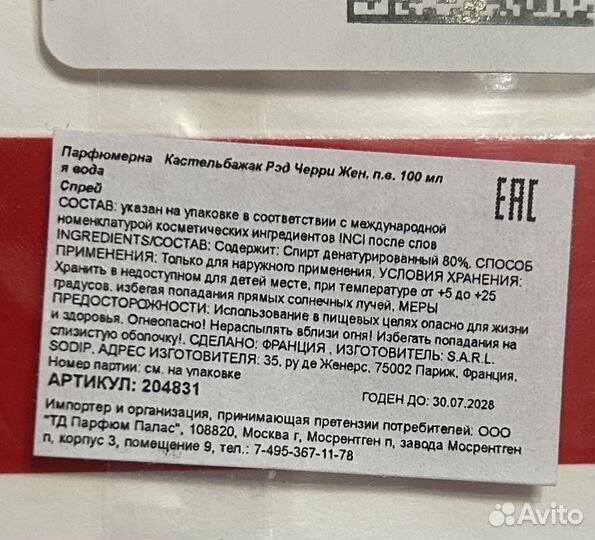 Парфюмерна Кастельбажак Рэд Черри Жен. п.в. 100 мл
я вода
Спрей
EAC
СОСТАВ: указан на упаковке в соответствии с международной
номенклатурой косметических ингредиентов INCI после слов
INGREDIENTS/СОСТАВ: Содержит: Спирт денатурированный 80%. СПОСОБ
ПРИМЕНЕНИЯ: Только для наружного применения. УСЛОВИЯ ХРАНЕНИЯ:
Хранить в недоступном для детей месте, при температуре от +5 до +25
градусов. избегая попадания прямых солнечных лучей, МЕРЫ
ПРЕДОСТОРОЖНОСТИ: Использование в пищевых целях опасно для жизни
и здоровья. Огнеопасно! Нераспылять вблизи огня! Избегать попадания на
слизистую оболочку!. СДЕЛАНО: ФРАНЦИЯ , ИЗГОТОВИТЕЛЬ: S.A.R.L.
SODIP. АДРЕС ИЗГОТОВИТЕЛЯ: 35, ру де Женерс, 75002 Париж, Франция,
Номер партии: см. на упаковке
АРТИКУЛ: 204831
ГОДЕН ДО: 30.07.2028
Импортер и организация, принимающая претензии потребителей: ООО
"ТД Парфюм Палас", 108820, Москва г, Мосрентген п, завода Мосрентген
п, корпус 3, помещение 9, тел.: 7-495-367-11-78
Avito